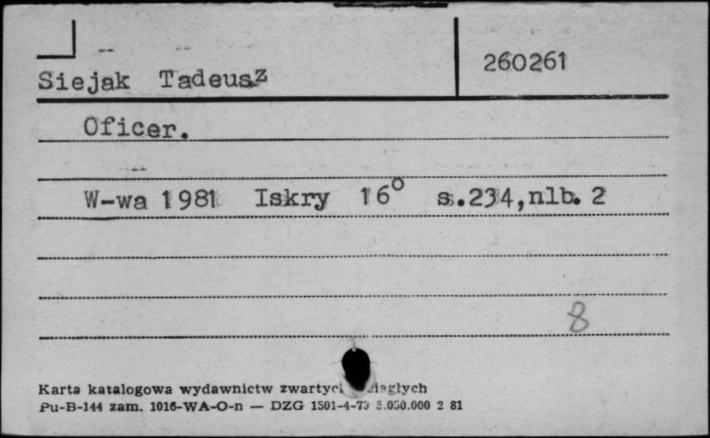 Siejak Tadeusz
260261
Oficer.
W-wa 1981 Iskry 16° s.234,nlb. 2
8
Karta katalogowa wydawnictw
Pu-B-144 zam. 1016-WA-O-n — DZG 1501-4-79 5.050.000 2 81